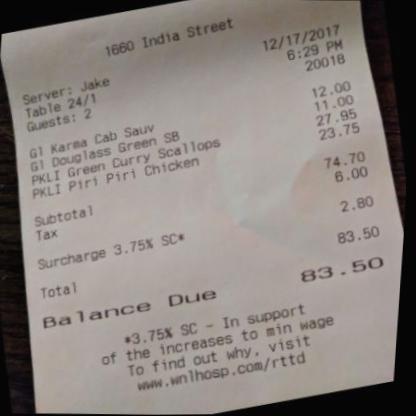 1660 India Street
Server: Jake 12/17/2017
Table 24/1 6:29 PM
Guests: 2 20018
Gl Karma Cab Sauv 12.00
Gl Douglass Green SB 11.00
PKLI Green Curry Scallops 27.95
PKLI Piri Piri Chicken 23.75
Subtotal 74.70
Tax 6.00
Surcharge 3.75% SC* 2.80
Total 83.50
Balance Due 83.50
*3.75% SC - In support
of the increases to min wage
To find out why, visit
www.wnlhosp.com/rttd